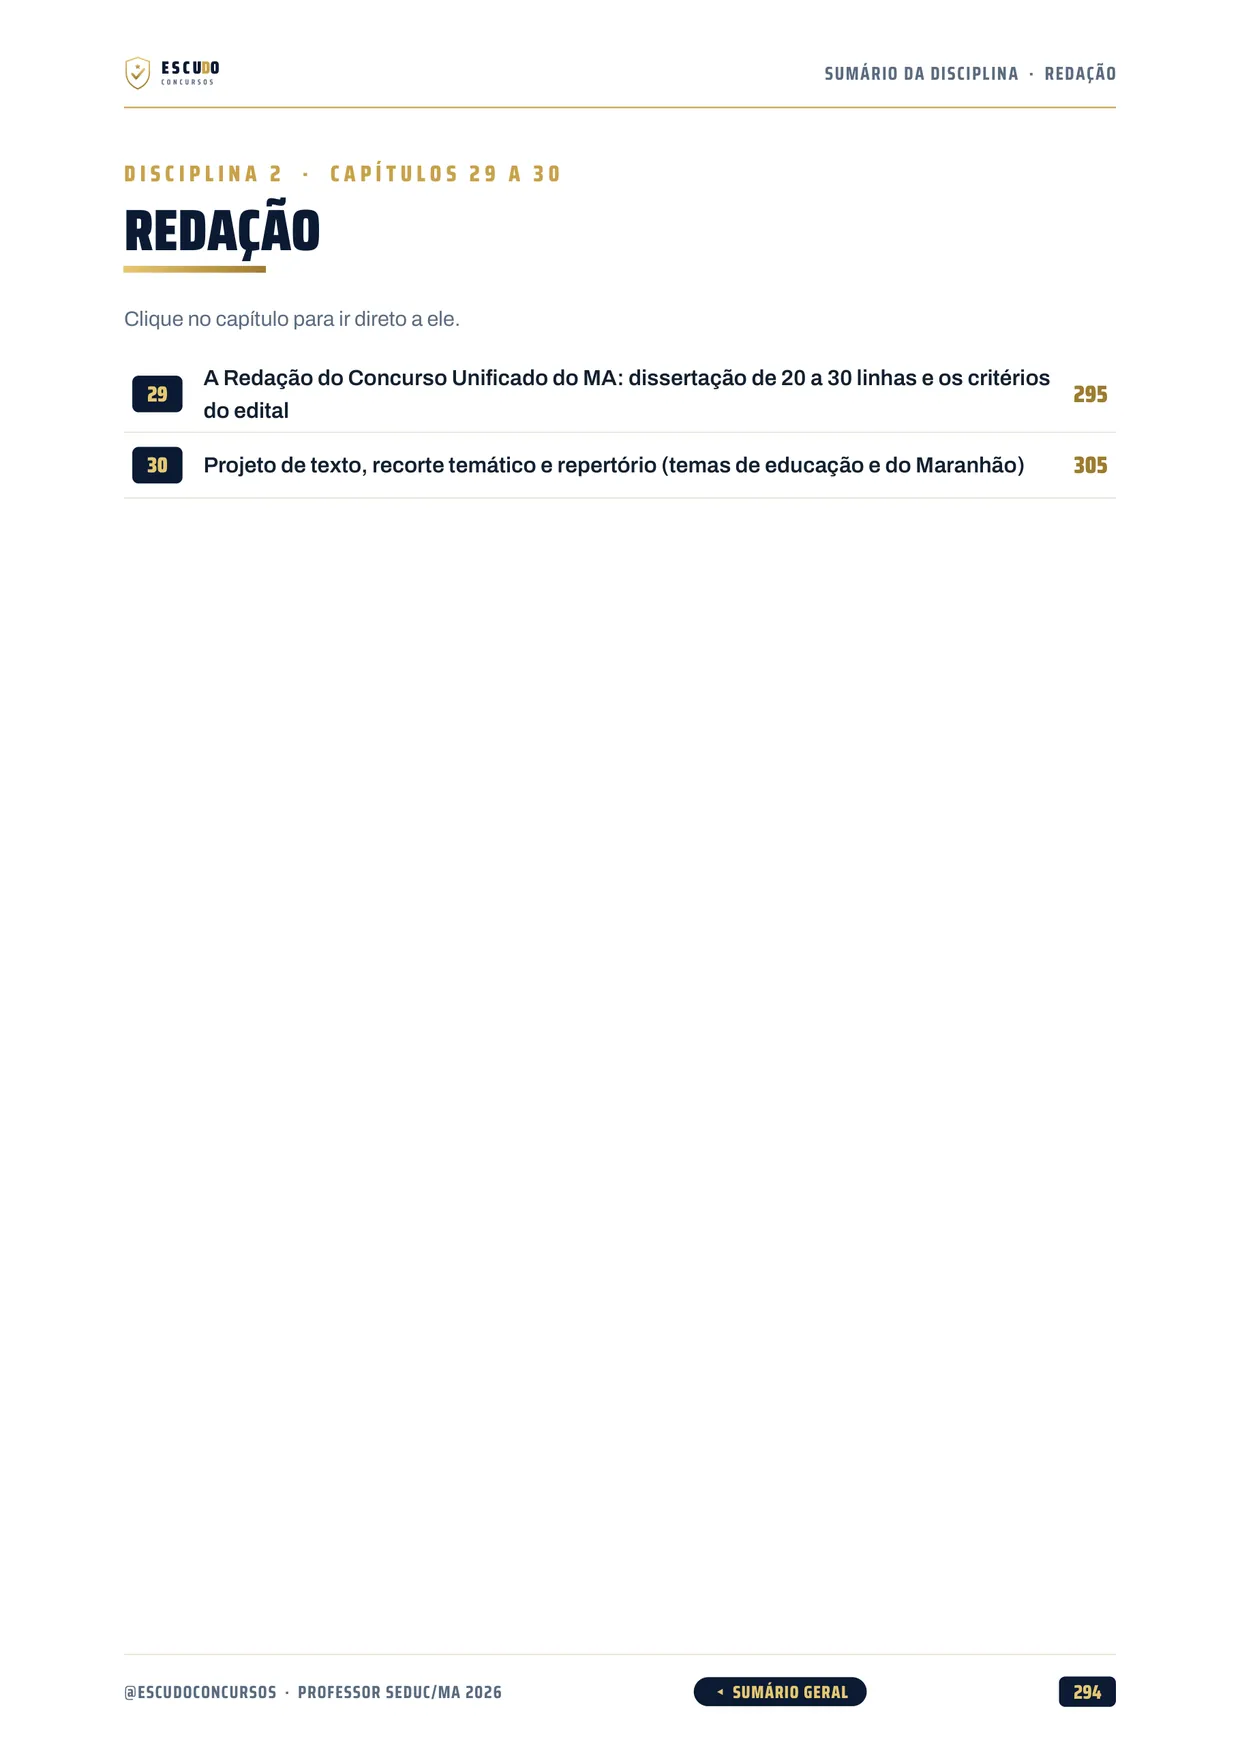 ESCUDO
CONCURSOS
SUMÁRIO DA DISCIPLINA · REDAÇÃO
DISCIPLINA 2 · CAPÍTULOS 29 A 30
REDAÇÃO
Clique no capítulo para ir direto a ele.
29 A Redação do Concurso Unificado do MA: dissertação de 20 a 30 linhas e os critérios 295
do edital
30 Projeto de texto, recorte temático e repertório (temas de educação e do Maranhão) 305
@ESCUDOCONCURSOS · PROFESSOR SEDUC/MA 2026 ◂ SUMÁRIO GERAL 294